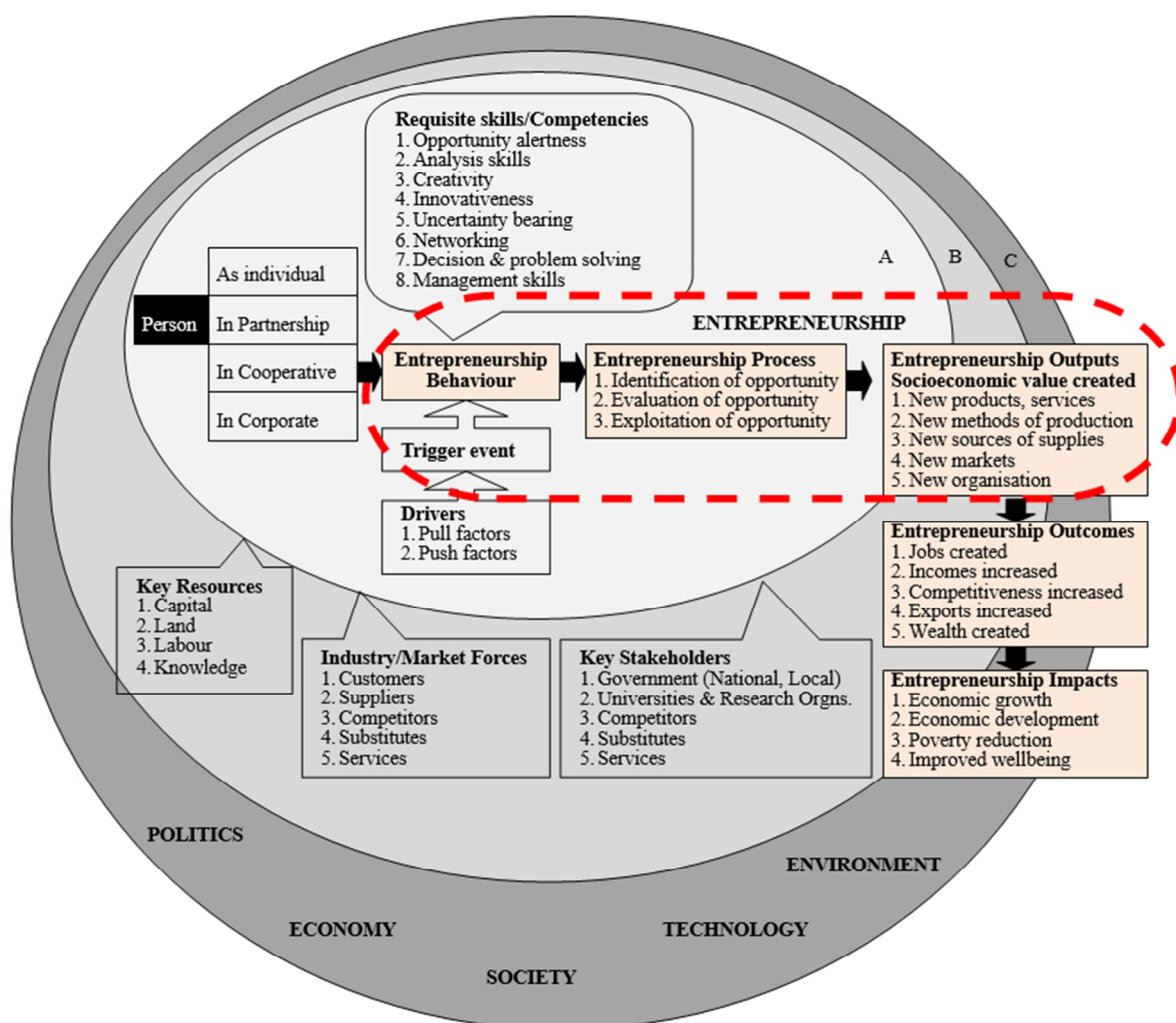 Requisite skills/Competencies
1. Opportunity alertness
2. Analysis skills
3. Creativity
4. Innovativeness
5. Uncertainty bearing
6. Networking
7. Decision & problem solving
8. Management skills
A
B
C
Person
As individual
In Partnership
In Cooperative
In Corporate
ENTREPRENEURSHIP
Entrepreneurship
Behaviour
Entrepreneurship Process
1. Identification of opportunity
2. Evaluation of opportunity
3. Exploitation of opportunity
Entrepreneurship Outputs
Socioeconomic value created
1. New products, services
2. New methods of production
3. New sources of supplies
4. New markets
5. New organisation
Trigger event
Drivers
1. Pull factors
2. Push factors
Entrepreneurship Outcomes
1. Jobs created
2. Incomes increased
3. Competitiveness increased
4. Exports increased
5. Wealth created
Key Resources
1. Capital
2. Land
3. Labour
4. Knowledge
Industry/Market Forces
1. Customers
2. Suppliers
3. Competitors
4. Substitutes
5. Services
Key Stakeholders
1. Government (National, Local)
2. Universities & Research Orgns.
3. Competitors
4. Substitutes
5. Services
Entrepreneurship Impacts
1. Economic growth
2. Economic development
3. Poverty reduction
4. Improved wellbeing
POLITICS
ENVIRONMENT
ECONOMY
TECHNOLOGY
SOCIETY